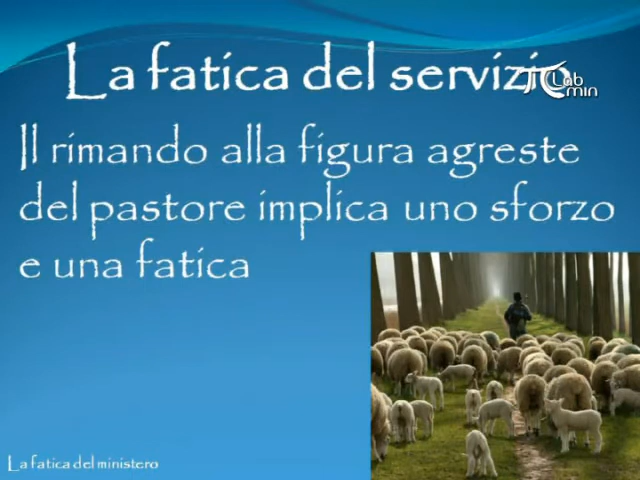 La fatica del servizio
Lab
min
Il rimando alla figura agreste
del pastore implica uno sforzo
e una fatica
La fatica del ministero